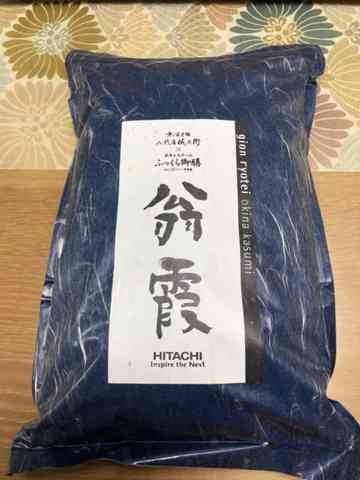 八代目儀兵衛
×
ふっくら御膳
翁霞
HITACHI
Inspire the Next
gion ryotei okina kasumi